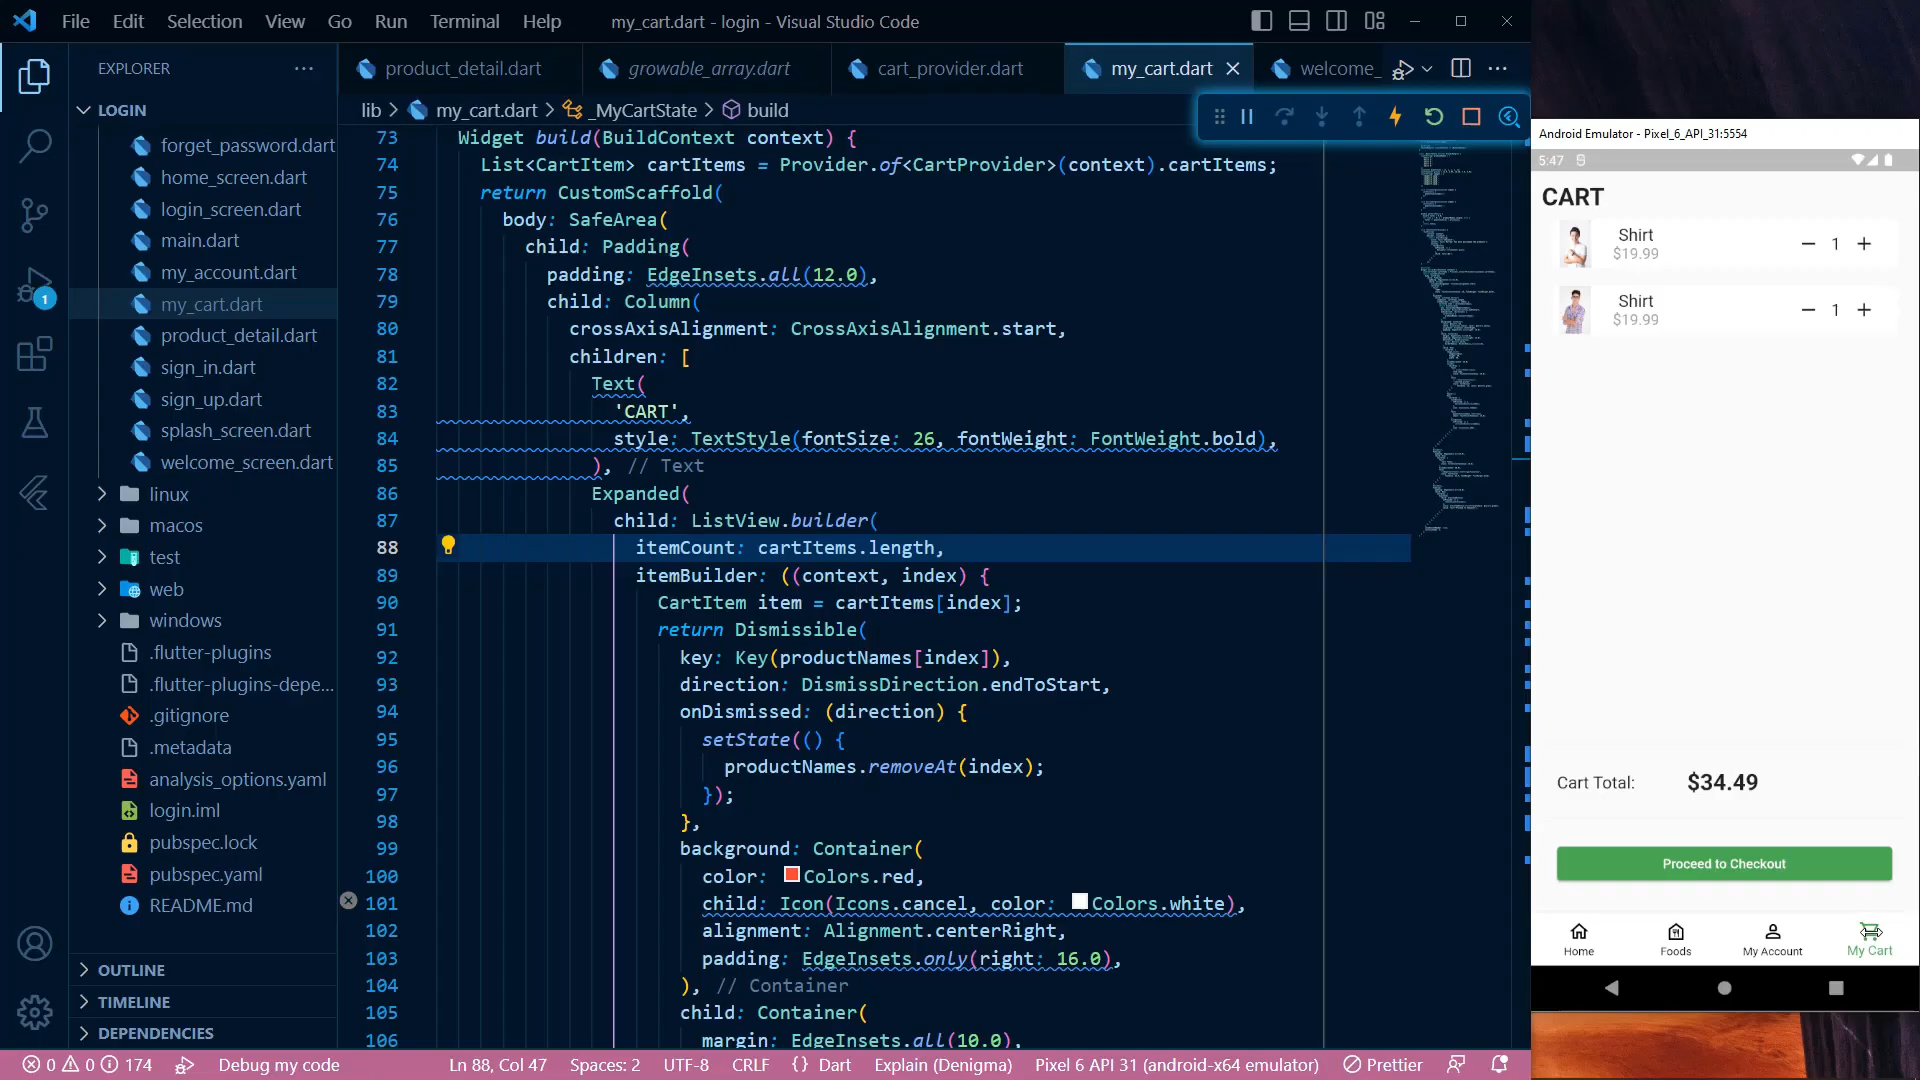 File Edit Selection View Go Run Terminal Help
my_cart.dart - login - Visual Studio Code
EXPLORER
product_detail.dart
growable_array.dart
cart_provider.dart
my_cart.dart
welcome_
LOGIN
forget_password.dart
home_screen.dart
login_screen.dart
main.dart
my_account.dart
my_cart.dart
product_detail.dart
sign_in.dart
sign_up.dart
splash_screen.dart
welcome_screen.dart
linux
macos
test
web
windows
.flutter-plugins
.flutter-plugins-depe...
.gitignore
.metadata
analysis_options.yaml
login.iml
pubspec.lock
pubspec.yaml
README.md
OUTLINE
TIMELINE
DEPENDENCIES
1
lib > my_cart.dart > _MyCartState > build
73 Widget build(BuildContext context) {
74 List<CartItem> cartItems = Provider.of<CartProvider>(context).cartItems;
75 return CustomScaffold(
76 body: SafeArea(
77 child: Padding(
78 padding: EdgeInsets.all(12.0),
79 child: Column(
80 crossAxisAlignment: CrossAxisAlignment.start,
81 children: [
82 Text(
83 'CART',
84 style: TextStyle(fontSize: 26, fontWeight: FontWeight.bold),
85 ), // Text
86 Expanded(
87 child: ListView.builder(
88 itemCount: cartItems.length,
89 itemBuilder: ((context, index) {
90 CartItem item = cartItems[index];
91 return Dismissible(
92 key: Key(productNames[index]),
93 direction: DismissDirection.endToStart,
94 onDismissed: (direction) {
95 setState(() {
96 productNames.removeAt(index);
97 });
98 },
99 background: Container(
100 color: Colors.red,
101 child: Icon(Icons.cancel, color: Colors.white),
102 alignment: Alignment.centerRight,
103 padding: EdgeInsets.only(right: 16.0),
104 ), // Container
105 child: Container(
106 margin: EdgeInsets.all(10.0),
0 0 174 Debug my code Ln 88, Col 47 Spaces: 2 UTF-8 CRLF {} Dart Explain (Denigma) Pixel 6 API 31 (android-x64 emulator) Prettier
Android Emulator - Pixel_6_API_31:5554
5:47
CART
Shirt
$19.99
1
Shirt
$19.99
1
Cart Total: $34.49
Proceed to Checkout
Home Foods My Account My Cart